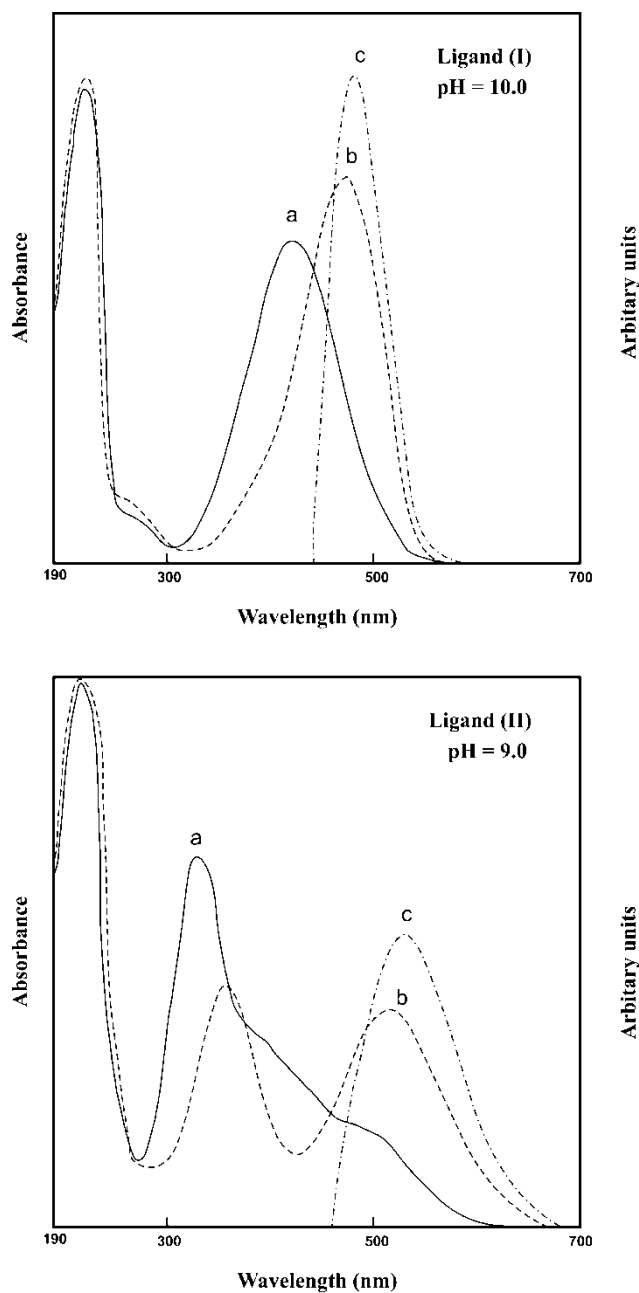 Ligand (I)
pH = 10.0
c
b
a
Absorbance
Arbitary units
190
300
500
700
Wavelength (nm)
Ligand (II)
pH = 9.0
a
c
b
Absorbance
Arbitary units
190
300
500
700
Wavelength (nm)